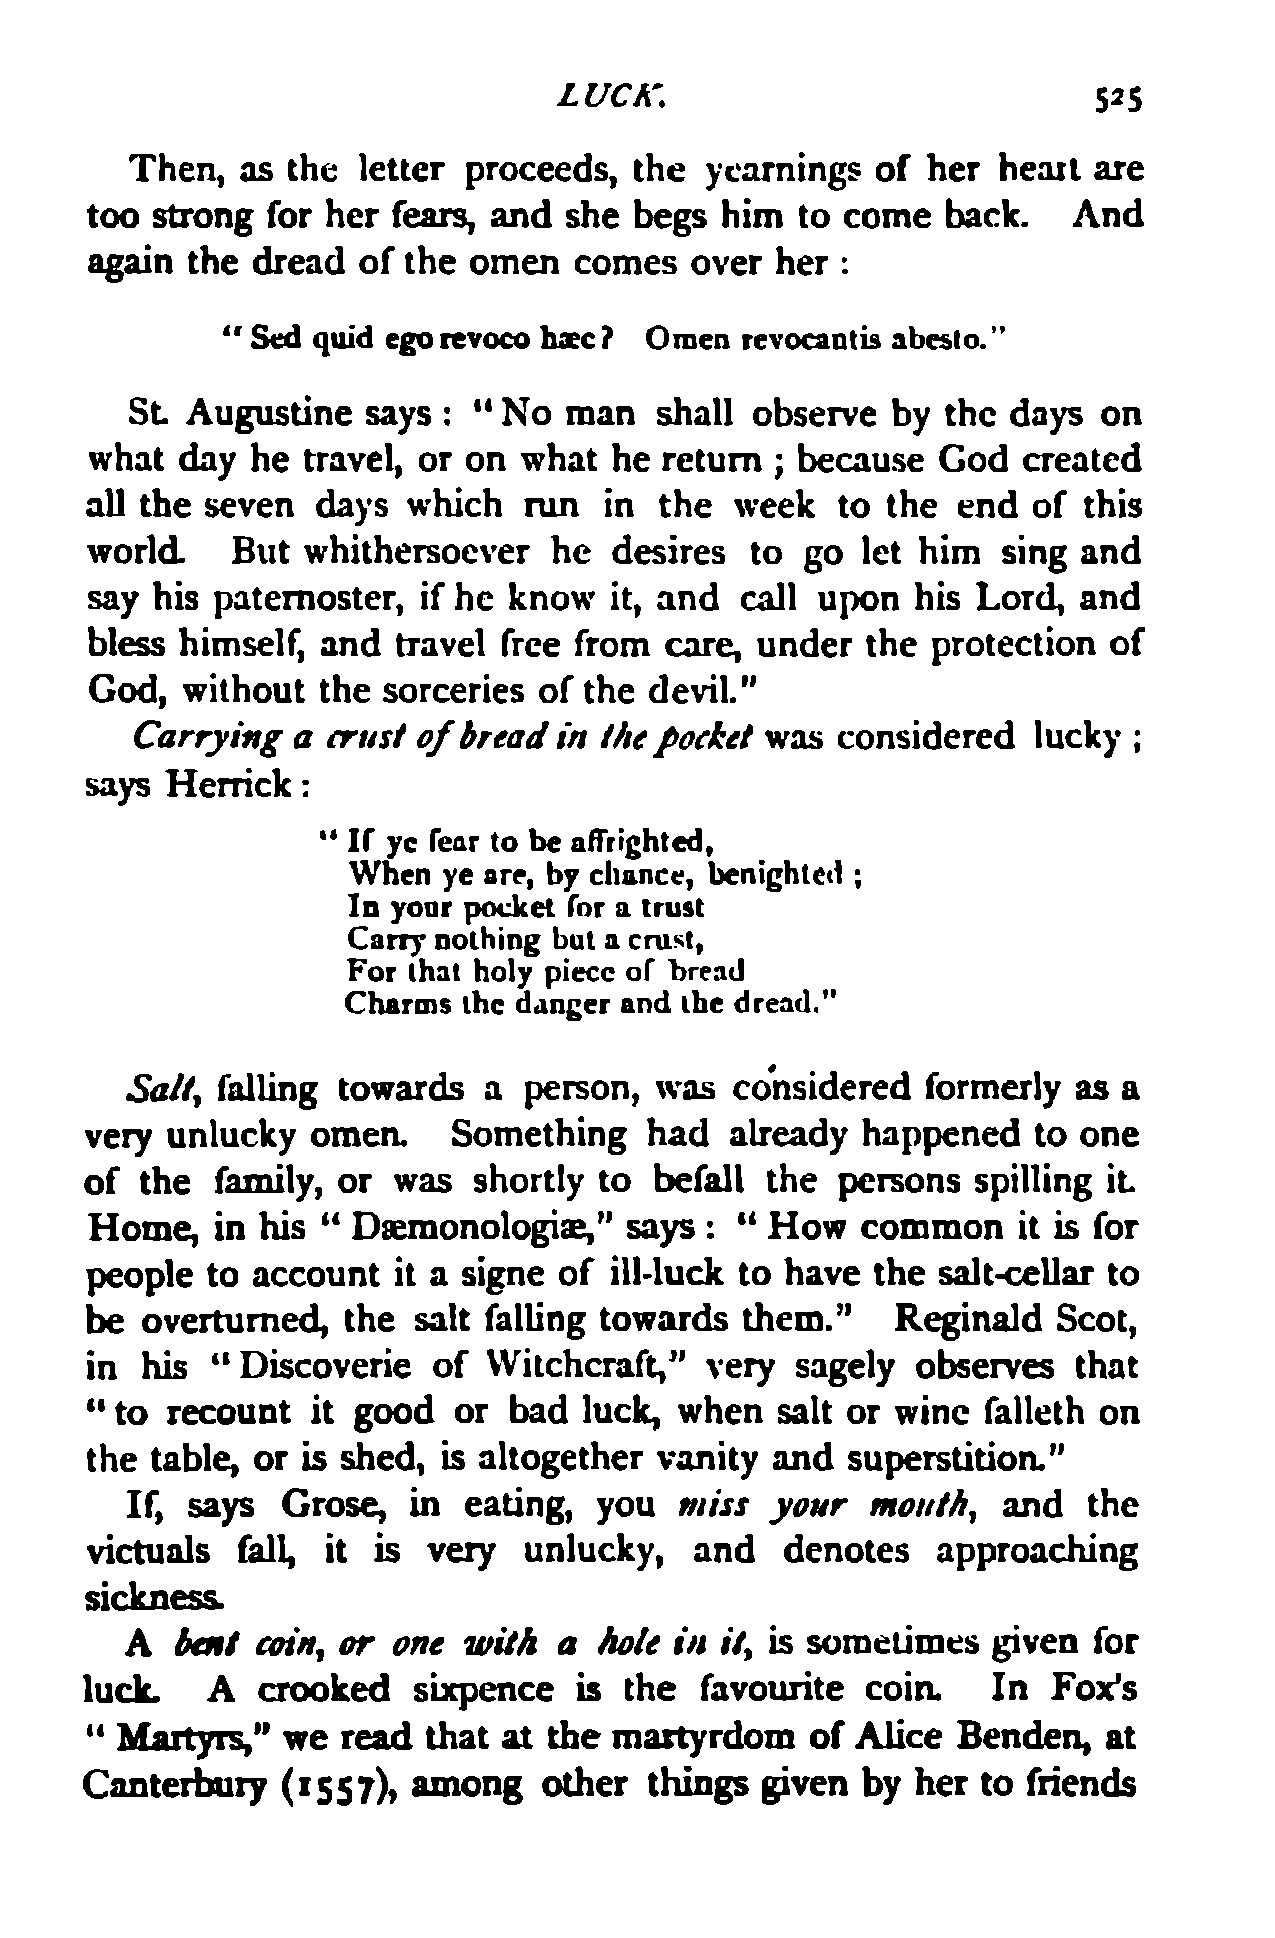 LUCK. 525
Then, as the letter proceeds, the yearnings of her heart are
too strong for her fears, and she begs him to come back. And
again the dread of the omen comes over her :
" Sed quid ego revoco hæc? Omen revocantis abesto."
St. Augustine says : " No man shall observe by the days on
what day he travel, or on what he return ; because God created
all the seven days which run in the week to the end of this
world. But whithersoever he desires to go let him sing and
say his paternoster, if he know it, and call upon his Lord, and
bless himself, and travel free from care, under the protection of
God, without the sorceries of the devil."
Carrying a crust of bread in the pocket was considered lucky ;
says Herrick :
" If ye fear to be affrighted,
When ye are, by chance, benighted ;
In your pocket for a trust
Carry nothing but a crust,
For that holy piece of bread
Charms the danger and the dread."
Salt, falling towards a person, was considered formerly as a
very unlucky omen. Something had already happened to one
of the family, or was shortly to befall the persons spilling it.
Home, in his " Dæmonologiæ," says : " How common it is for
people to account it a signe of ill-luck to have the salt-cellar to
be overturned, the salt falling towards them." Reginald Scot,
in his " Discoverie of Witchcraft," very sagely observes that
" to recount it good or bad luck, when salt or wine falleth on
the table, or is shed, is altogether vanity and superstition."
If, says Grose, in eating, you miss your mouth, and the
victuals fall, it is very unlucky, and denotes approaching
sickness.
A bent coin, or one with a hole in it, is sometimes given for
luck. A crooked sixpence is the favourite coin. In Fox's
" Martyrs," we read that at the martyrdom of Alice Benden, at
Canterbury (1557), among other things given by her to friends